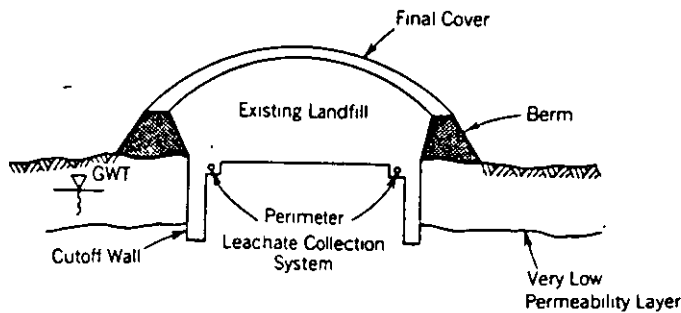 Final Cover
Existing Landfill
Berm
GWT
Perimeter
Leachate Collection
System
Cutoff Wall
Very Low
Permeability Layer